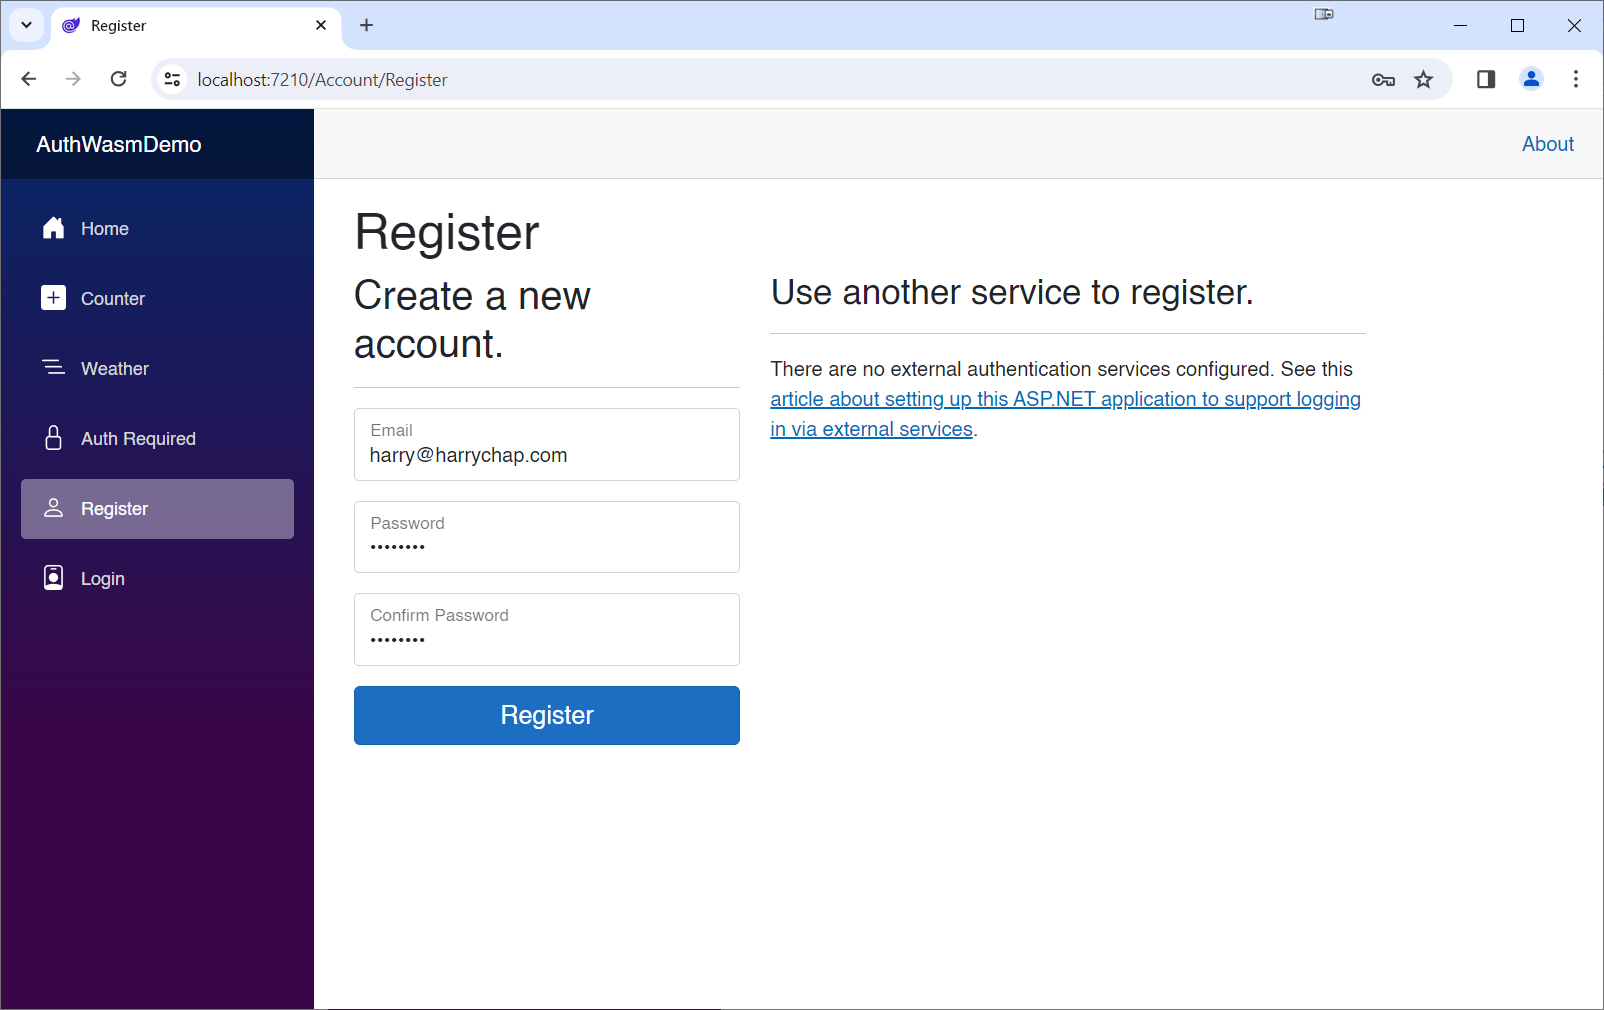 Register
localhost:7210/Account/Register
AuthWasmDemo
About
Home
Counter
Weather
Auth Required
Register
Login
Register
Create a new
account.
Email
harry@harrychap.com
Password
••••••••
Confirm Password
••••••••
Register
Use another service to register.
There are no external authentication services configured. See this
article about setting up this ASP.NET application to support logging
in via external services.